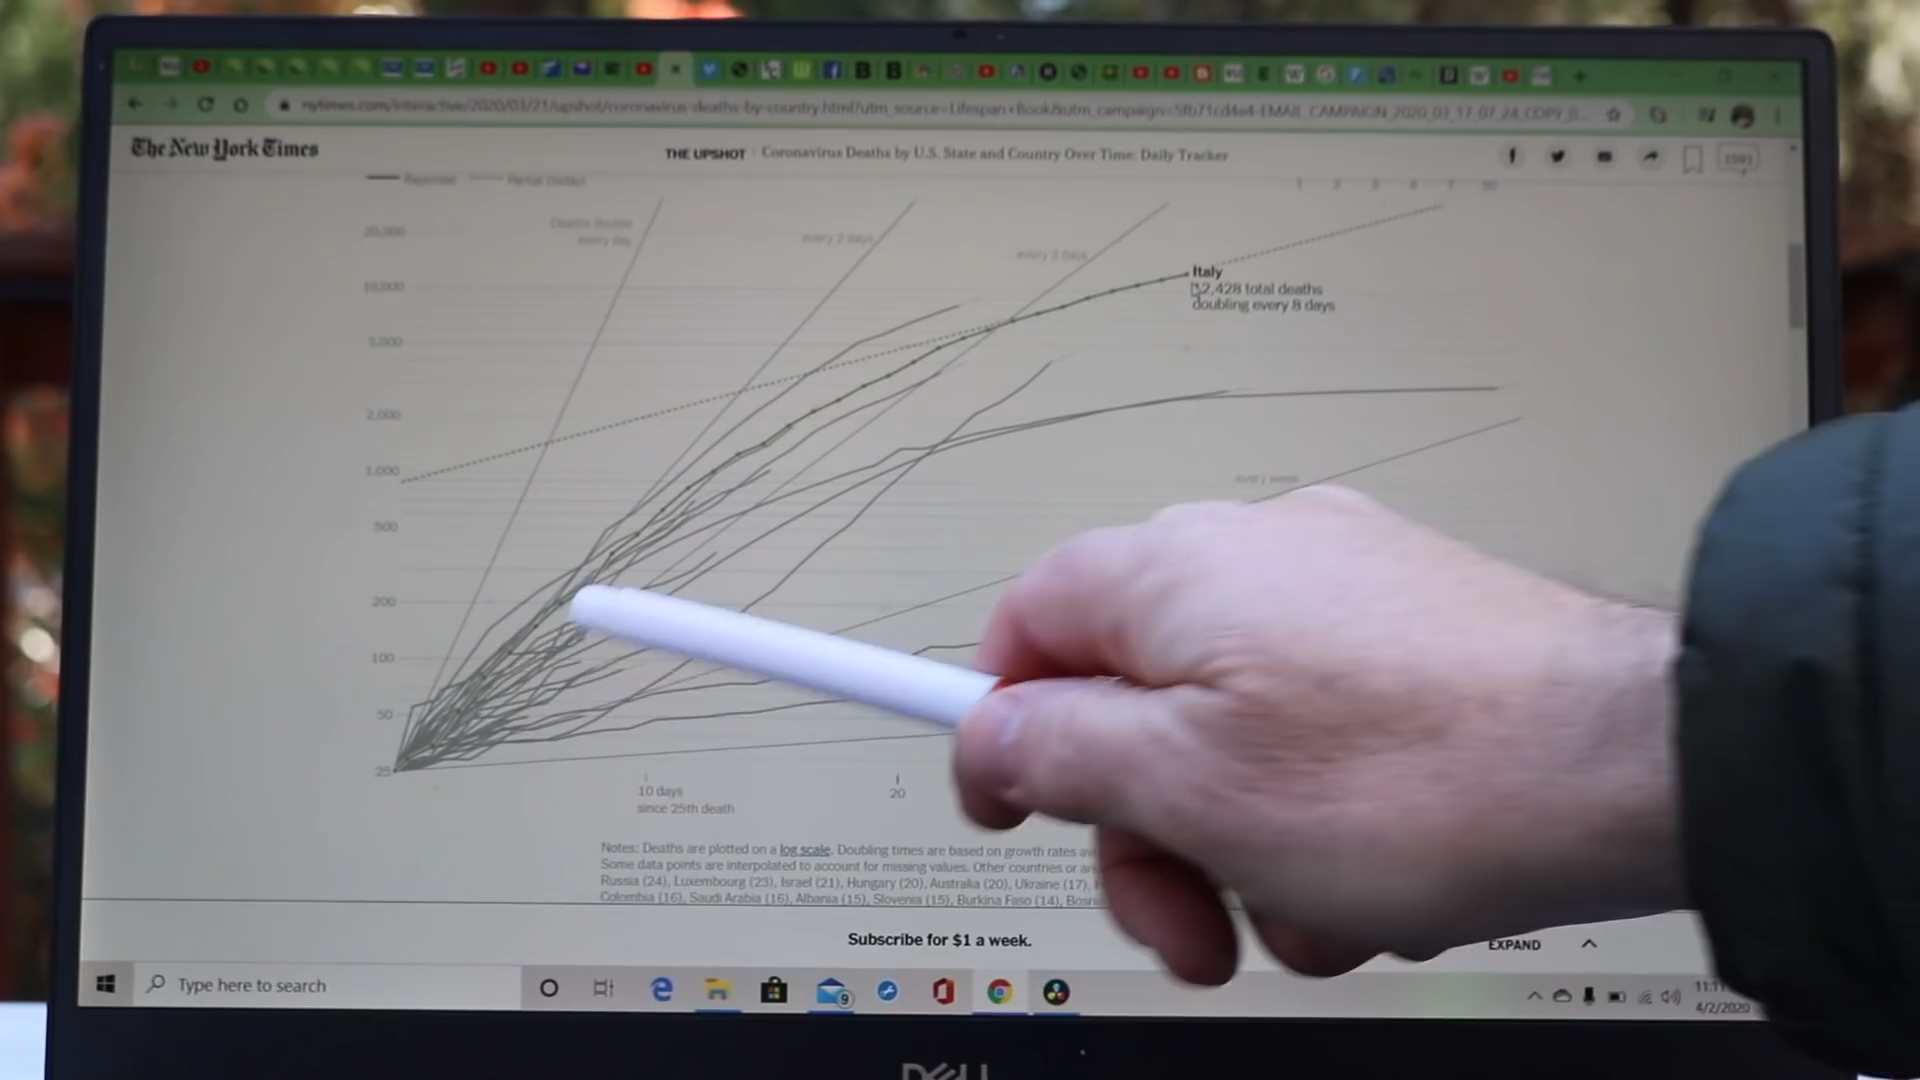 nytimes.com/interactive/2020/03/21/upshot/coronavirus-deaths-by-country.html?utm_source=Lifespan+Book&utm_campaign=5fb71cd4e4-EMAIL_CAMPAIGN_2020_03_17_07_24_COPY_0...
The New York Times
THE UPSHOT | Coronavirus Deaths by U.S. State and Country Over Time: Daily Tracker
20,000
10,000
5,000
2,000
1,000
500
200
100
50
25
Deaths double
every day
every 2 days
every 3 days
every week
Italy
12,428 total deaths
doubling every 8 days
10 days
since 25th death
20
Notes: Deaths are plotted on a log scale. Doubling times are based on growth rates
Some data points are interpolated to account for missing values. Other countries or
Russia (24), Luxembourg (23), Israel (21), Hungary (20), Australia (20), Ukraine (17),
Colombia (16), Saudi Arabia (16), Albania (15), Slovenia (15), Burkina Faso (14),
Subscribe for $1 a week.
EXPAND
Type here to search
9
4/2/2020
DELL